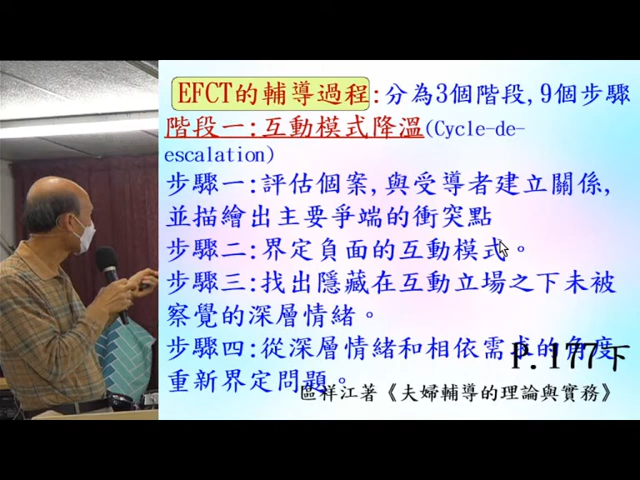 EFCT的輔導過程:分為3個階段,9個步驟
階段一:互動模式降溫(Cycle-de-
escalation)
步驟一:評估個案,與受導者建立關係,
並描繪出主要爭端的衝突點
步驟二:界定負面的互動模式。
步驟三:找出隱藏在互動立場之下未被
察覺的深層情緒。
步驟四:從深層情緒和相依需求的角度
重新界定問題。
P.177下
區祥江著《夫婦輔導的理論與實務》